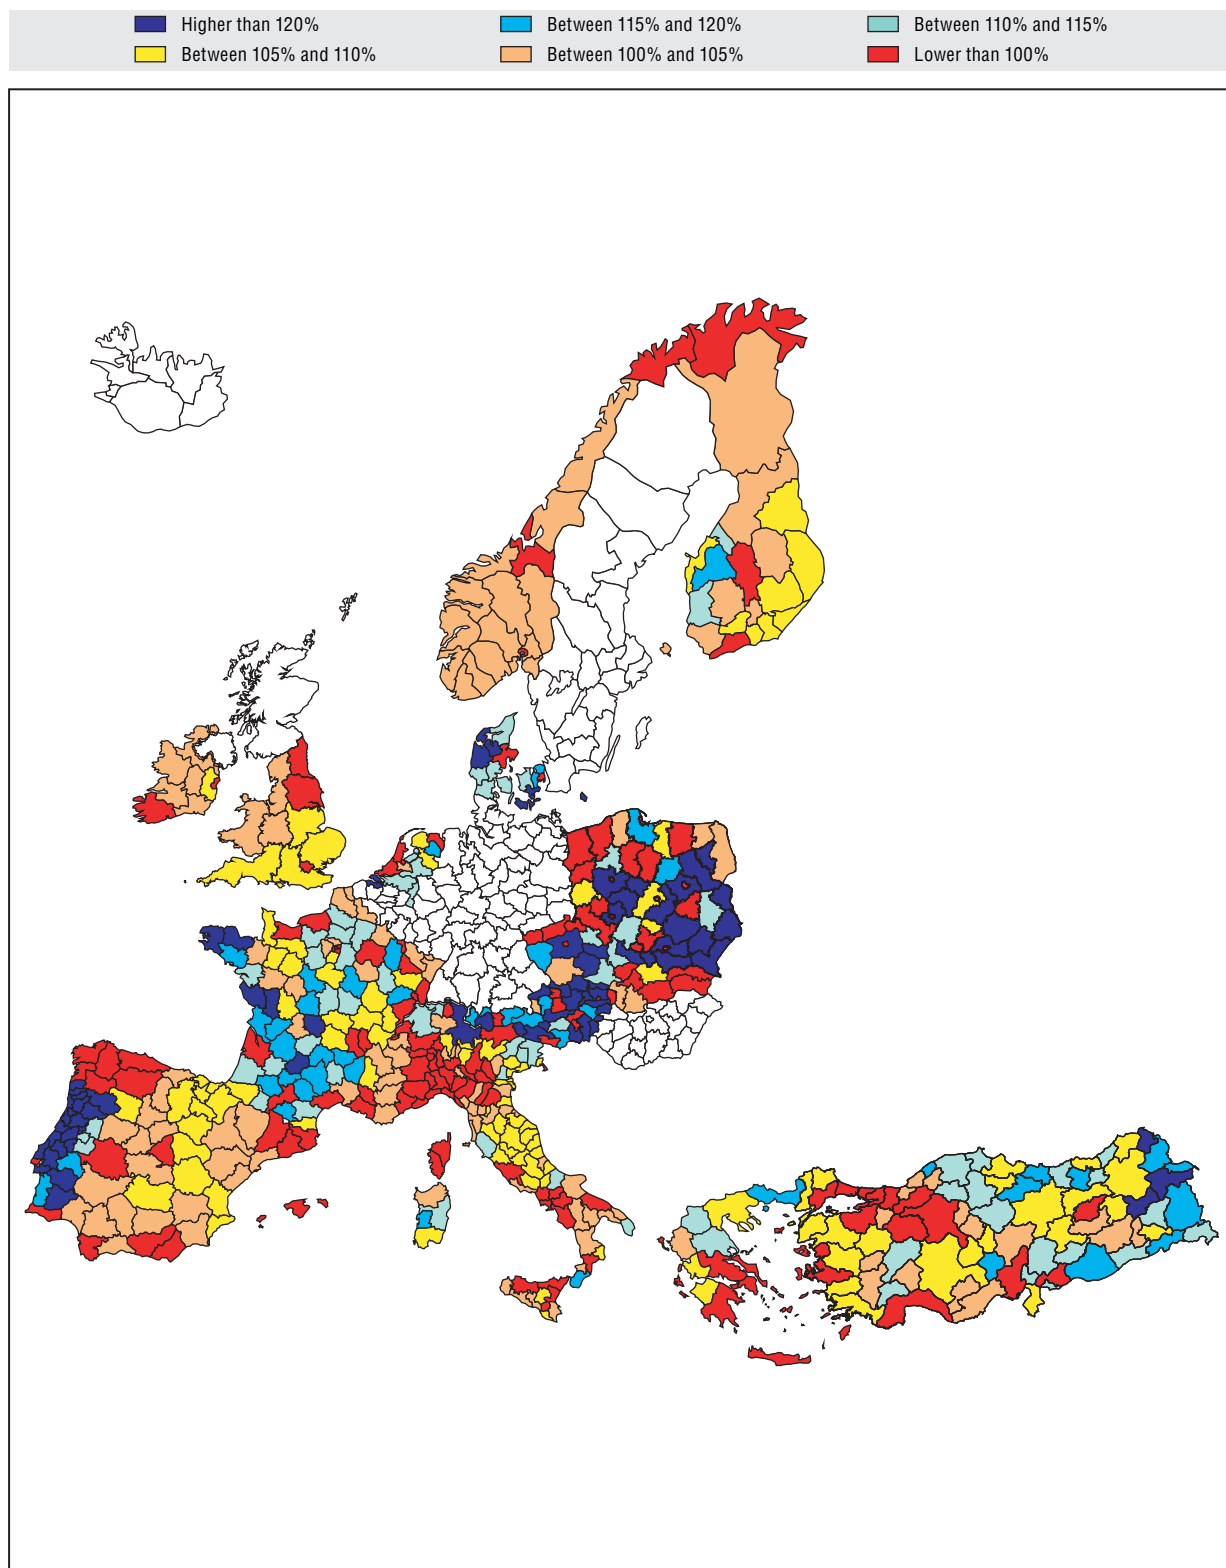 Higher than 120% Between 115% and 120% Between 110% and 115%
Between 105% and 110% Between 100% and 105% Lower than 100%